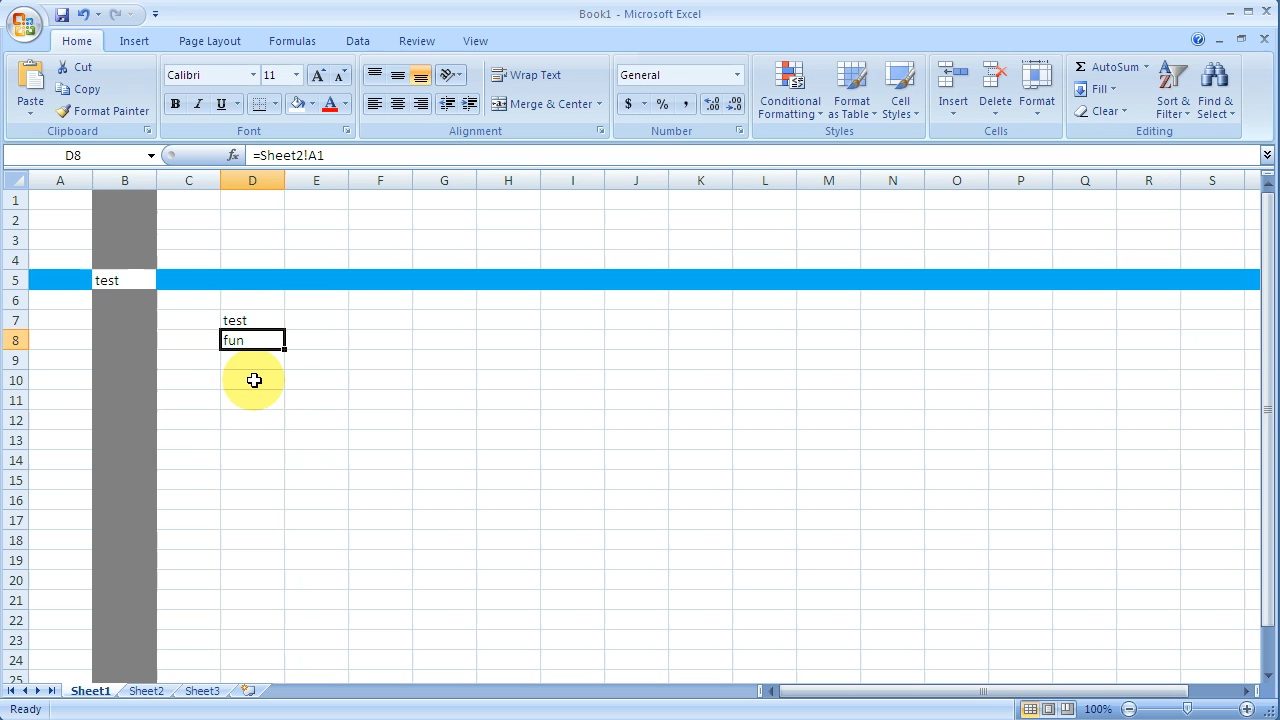 Book1 - Microsoft Excel
Home Insert Page Layout Formulas Data Review View
Paste
Cut
Copy
Format Painter
Clipboard
Calibri 11 A A
B I U A
Font
Wrap Text
Merge & Center
Alignment
General
$ % , .00 .00
Number
Conditional Formatting
Format as Table
Cell Styles
Styles
Insert
Delete
Format
Cells
Σ AutoSum
Fill
Clear
Sort & Filter
Find & Select
Editing
D8 fx =Sheet2!A1
A B C D E F G H I J K L M N O P Q R S
1
2
3
4
5 test
6
7 test
8 fun
9
10
11
12
13
14
15
16
17
18
19
20
21
22
23
24
25
Sheet1 Sheet2 Sheet3
Ready 100%